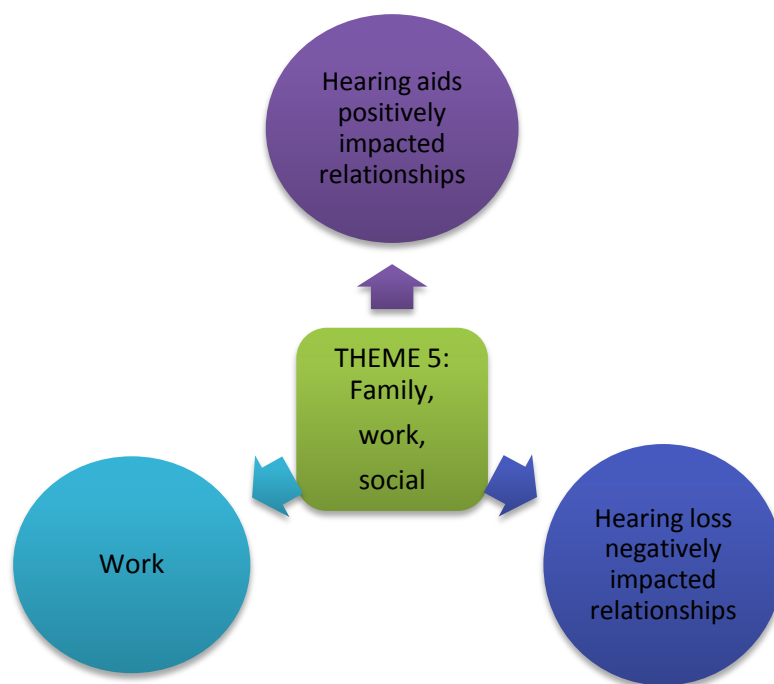 Hearing aids
positively
impacted
relationships
THEME 5:
Family,
work,
social
Work
Hearing loss
negatively
impacted
relationships